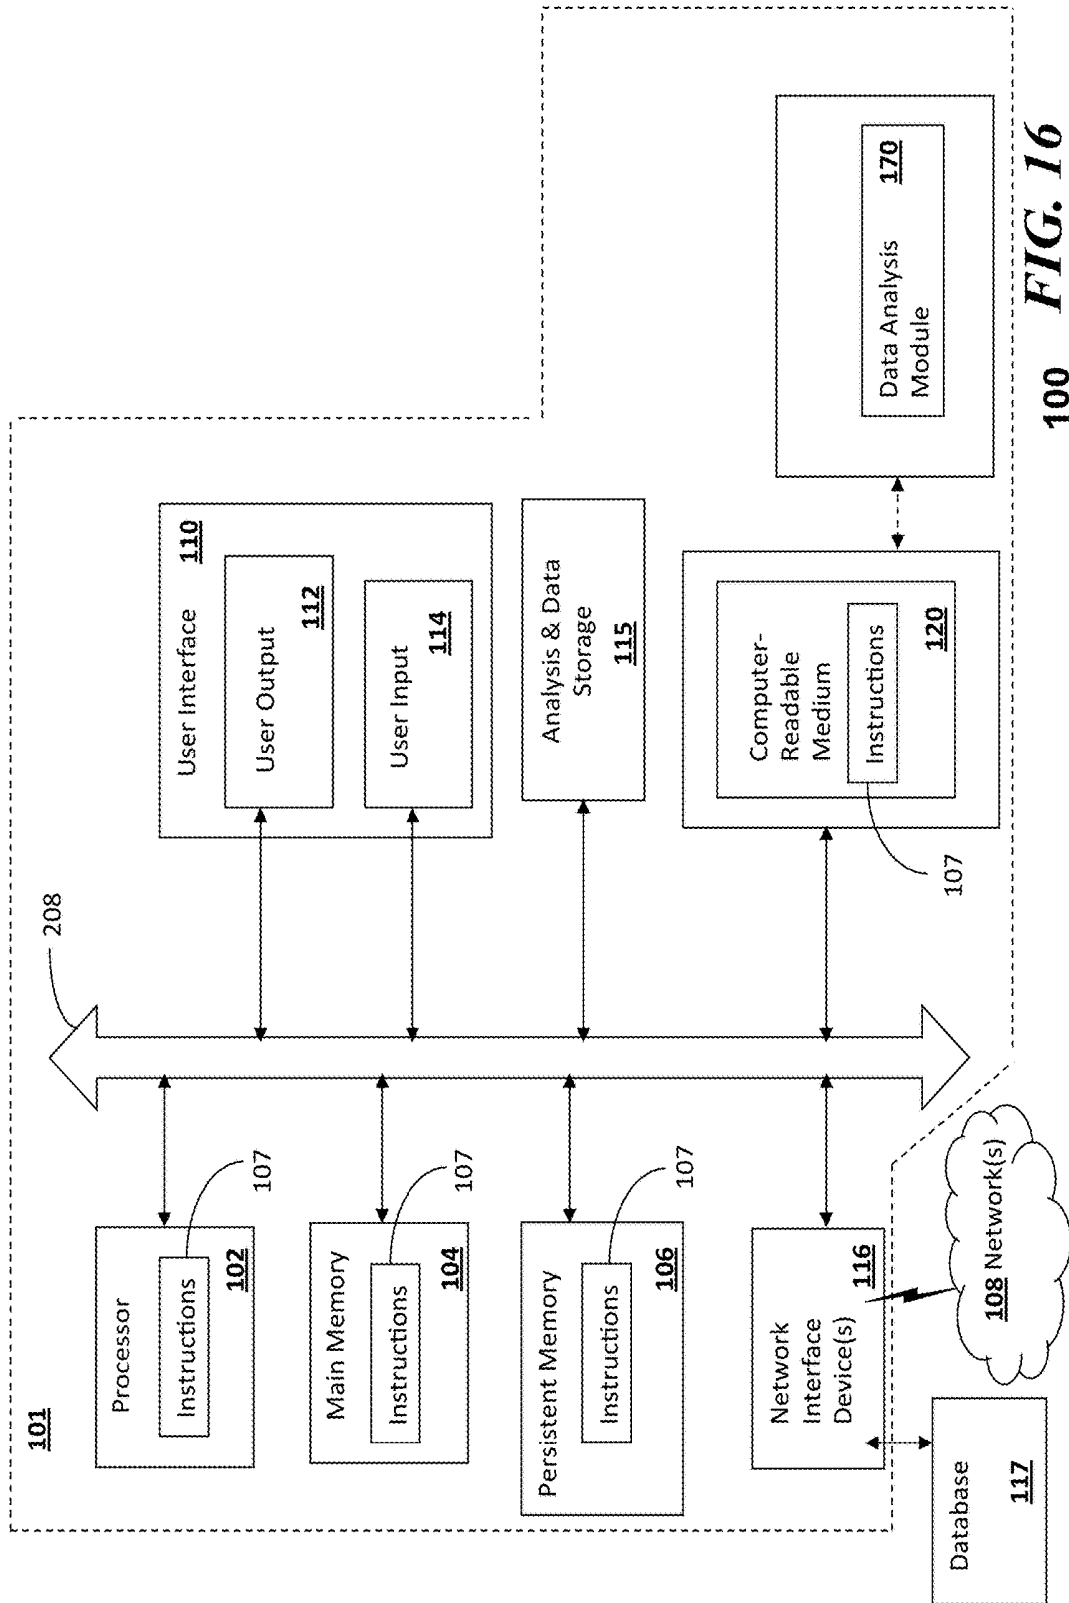 101
Processor
Instructions
102
107
Main Memory
Instructions
104
107
Persistent Memory
Instructions
106
107
Network
Interface
Device(s)
116
Database
117
108 Network(s)
208
User Interface
110
User Output
112
User Input
114
Analysis & Data
Storage
115
Computer-
Readable
Medium
Instructions
120
107
Data Analysis
Module
170
100
FIG. 16